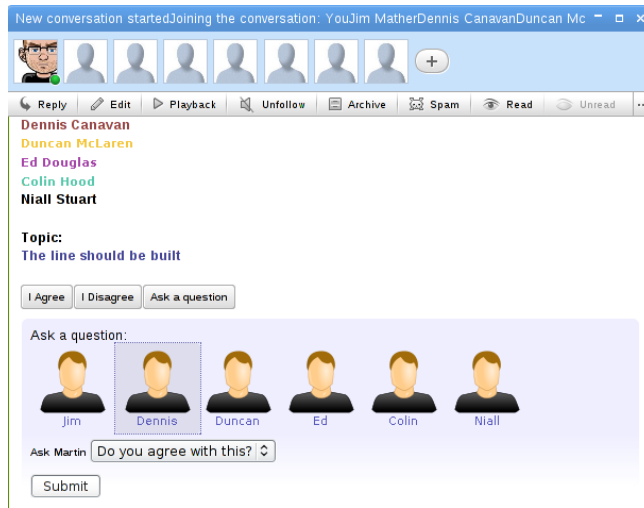 New conversation startedJoining the conversation: YouJim MatherDennis CanavanDuncan Mc
Reply Edit Playback Unfollow Archive Spam Read Unread ...
Dennis Canavan
Duncan McLaren
Ed Douglas
Colin Hood
Niall Stuart
Topic:
The line should be built
I Agree I Disagree Ask a question
Ask a question:
Jim Dennis Duncan Ed Colin Niall
Ask Martin Do you agree with this?
Submit